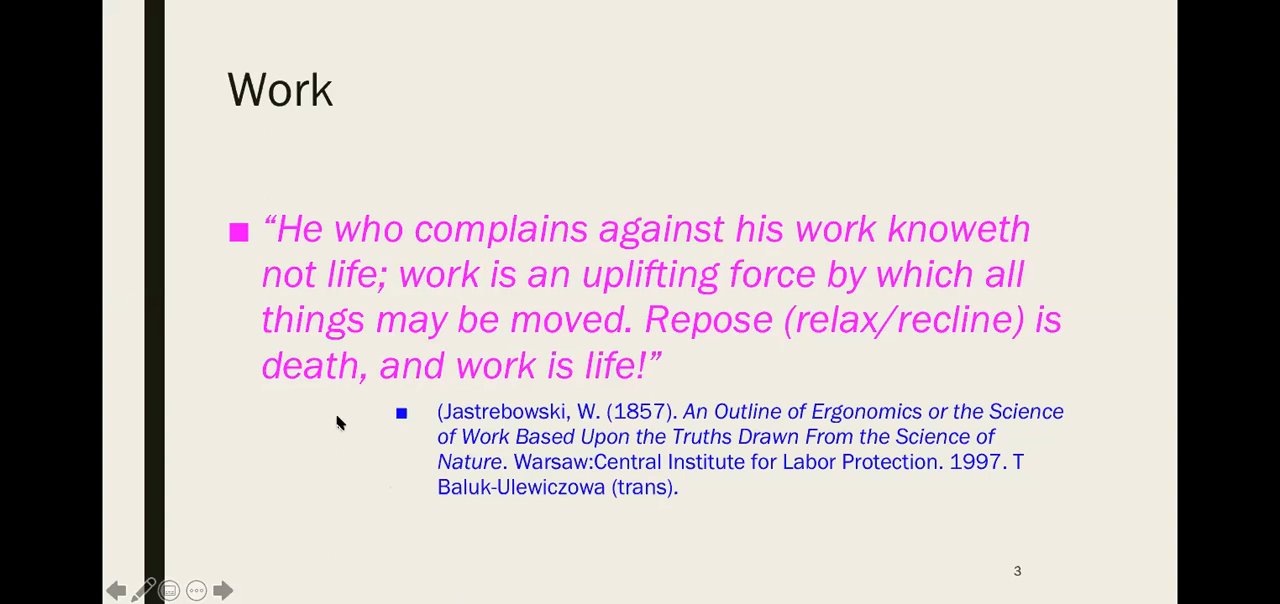 Work
“He who complains against his work knoweth
not life; work is an uplifting force by which all
things may be moved. Repose (relax/recline) is
death, and work is life!”
(Jastrebowski, W. (1857). An Outline of Ergonomics or the Science
of Work Based Upon the Truths Drawn From the Science of
Nature. Warsaw:Central Institute for Labor Protection. 1997. T
Baluk-Ulewiczowa (trans).
3